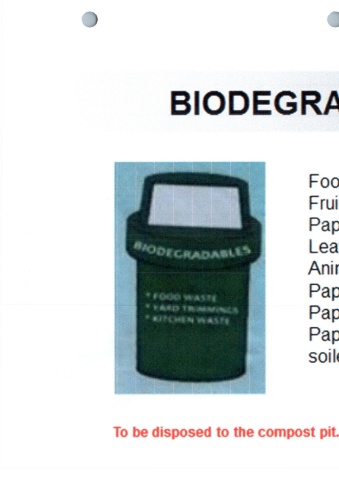 BIODEGRA
BIODEGRADABLES
* FOOD WASTE
* YARD TRIMMINGS
* KITCHEN WASTE
Foo
Frui
Pap
Lea
Ani
Pap
Pap
Pap
soile
To be disposed to the compost pit.